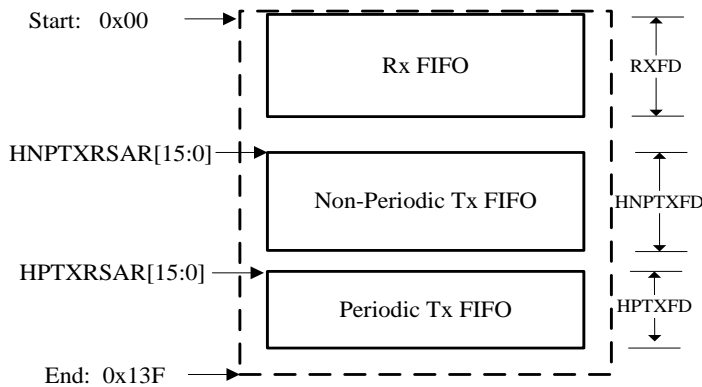 Start: 0x00
Rx FIFO
RXFD
HNPTXRSAR[15:0]
Non-Periodic Tx FIFO
HNPTXFD
HPTXRSAR[15:0]
Periodic Tx FIFO
HPTXFD
End: 0x13F